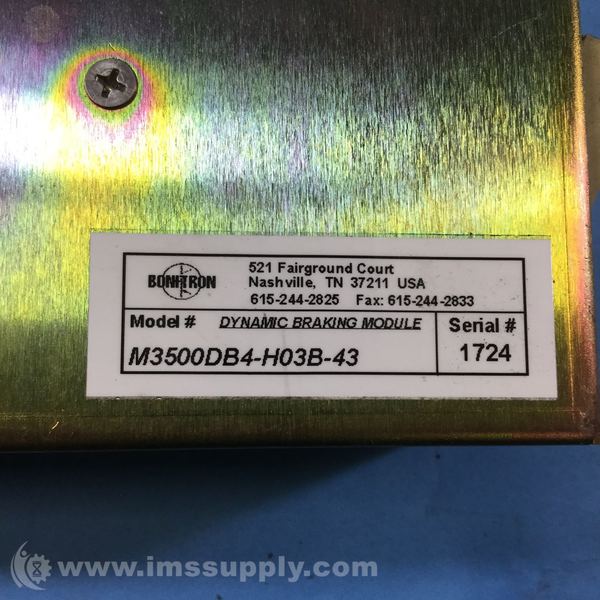 BONITRON
521 Fairground Court
Nashville, TN 37211 USA
615-244-2825 Fax: 615-244-2833
Model # DYNAMIC BRAKING MODULE
M3500DB4-H03B-43
Serial #
1724
www.imssupply.com